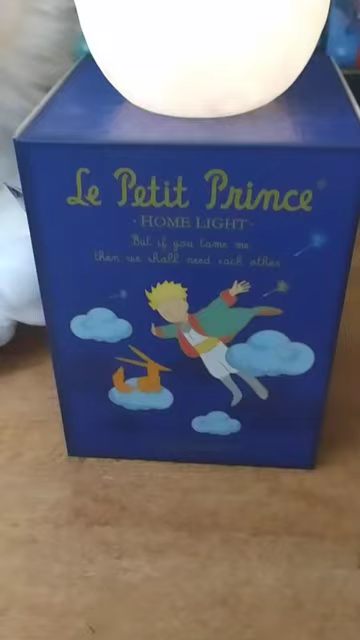 Le Petit Prince®
· HOME LIGHT ·
But if you tame me,
then we shall need each other